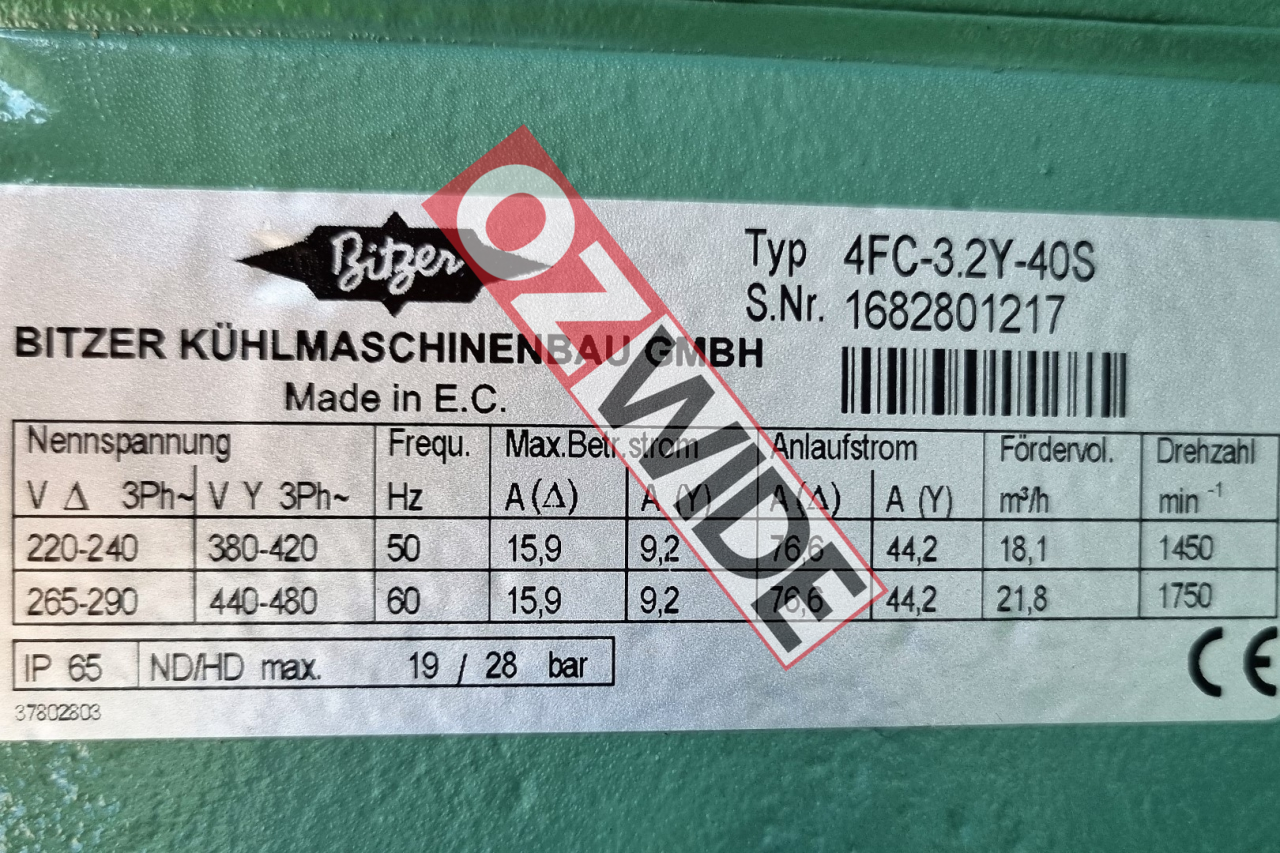 Bitzer
Typ 4FC-3.2Y-40S
S.Nr. 1682801217
BITZER KÜHLMASCHINENBAU GMBH
Made in E.C.
OZWIDE
Nennspannung Frequ. Max.Betr.strom Anlaufstrom Fördervol. Drehzahl
V Δ 3Ph~ V Y 3Ph~ Hz A (Δ) A (Y) A (Δ) A (Y) m³/h min -1
220-240 380-420 50 15,9 9,2 76,6 44,2 18,1 1450
265-290 440-480 60 15,9 9,2 76,6 44,2 21,8 1750
IP 65 ND/HD max. 19 / 28 bar
CE
37802803